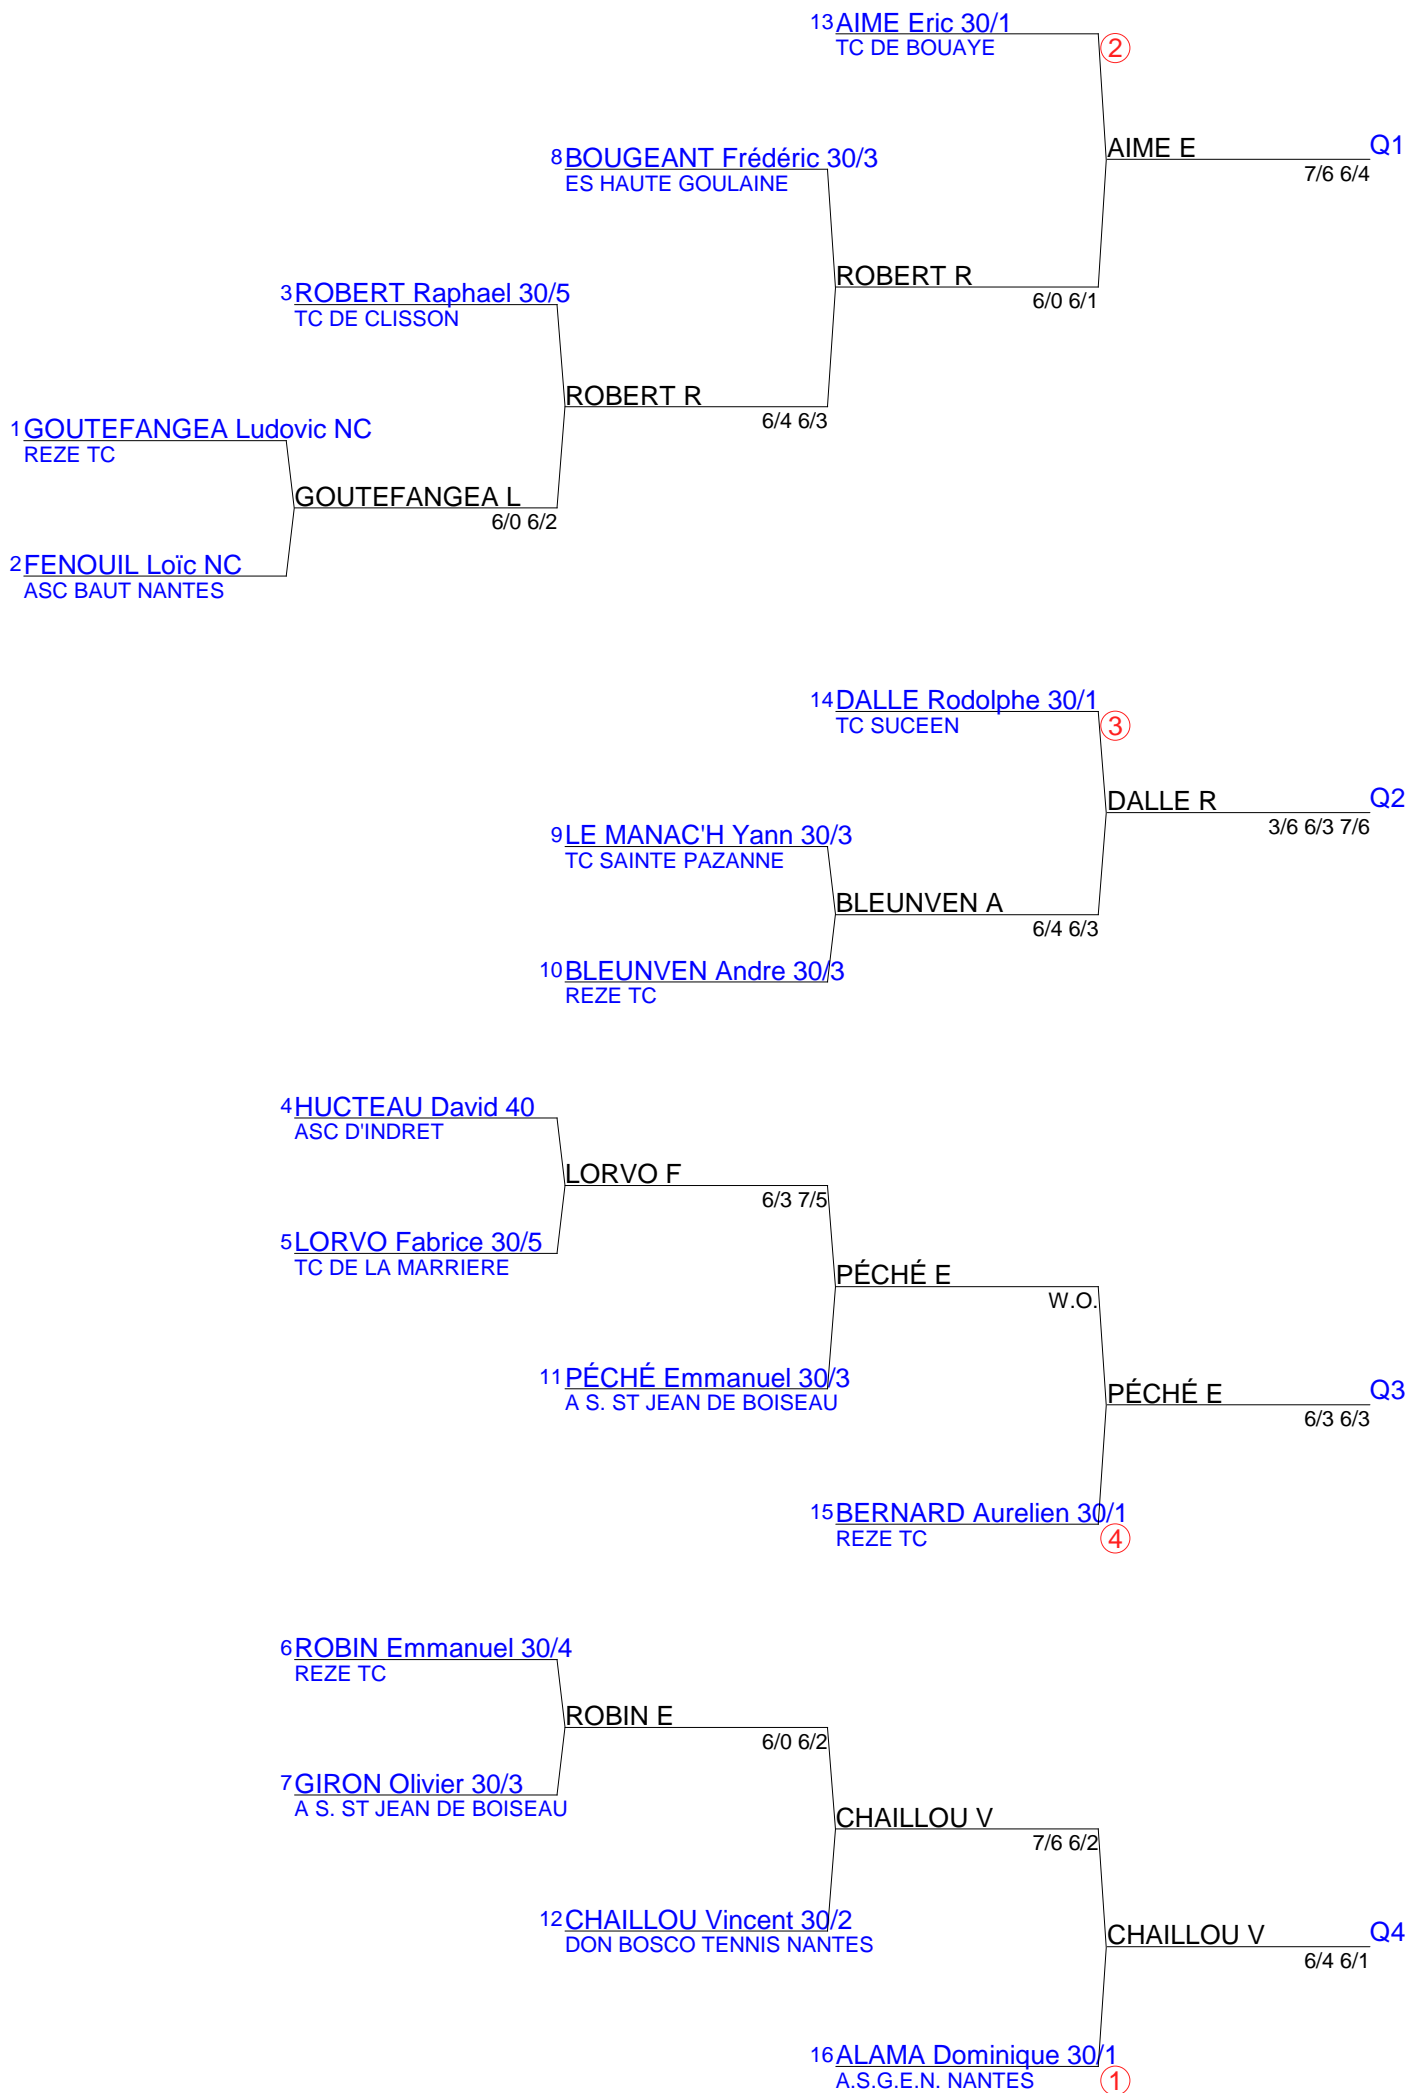 13 AIME Eric 30/1
TC DE BOUAYE
2
AIME E
Q1
7/6 6/4
8 BOUGEANT Frédéric 30/3
ES HAUTE GOULAINE
ROBERT R
6/0 6/1
3 ROBERT Raphael 30/5
TC DE CLISSON
ROBERT R
6/4 6/3
1 GOUTEFANGEA Ludovic NC
REZE TC
GOUTEFANGEA L
6/0 6/2
2 FENOUIL Loïc NC
ASC BAUT NANTES
14 DALLE Rodolphe 30/1
TC SUCEEN
3
DALLE R
Q2
3/6 6/3 7/6
9 LE MANAC'H Yann 30/3
TC SAINTE PAZANNE
BLEUNVEN A
6/4 6/3
10 BLEUNVEN Andre 30/3
REZE TC
4 HUCTEAU David 40
ASC D'INDRET
LORVO F
6/3 7/5
5 LORVO Fabrice 30/5
TC DE LA MARRIERE
PÉCHÉ E
W.O.
11 PÉCHÉ Emmanuel 30/3
A S. ST JEAN DE BOISEAU
PÉCHÉ E
Q3
6/3 6/3
15 BERNARD Aurelien 30/1
REZE TC
4
6 ROBIN Emmanuel 30/4
REZE TC
ROBIN E
6/0 6/2
7 GIRON Olivier 30/3
A S. ST JEAN DE BOISEAU
CHAILLOU V
7/6 6/2
12 CHAILLOU Vincent 30/2
DON BOSCO TENNIS NANTES
CHAILLOU V
Q4
6/4 6/1
16 ALAMA Dominique 30/1
A.S.G.E.N. NANTES
1